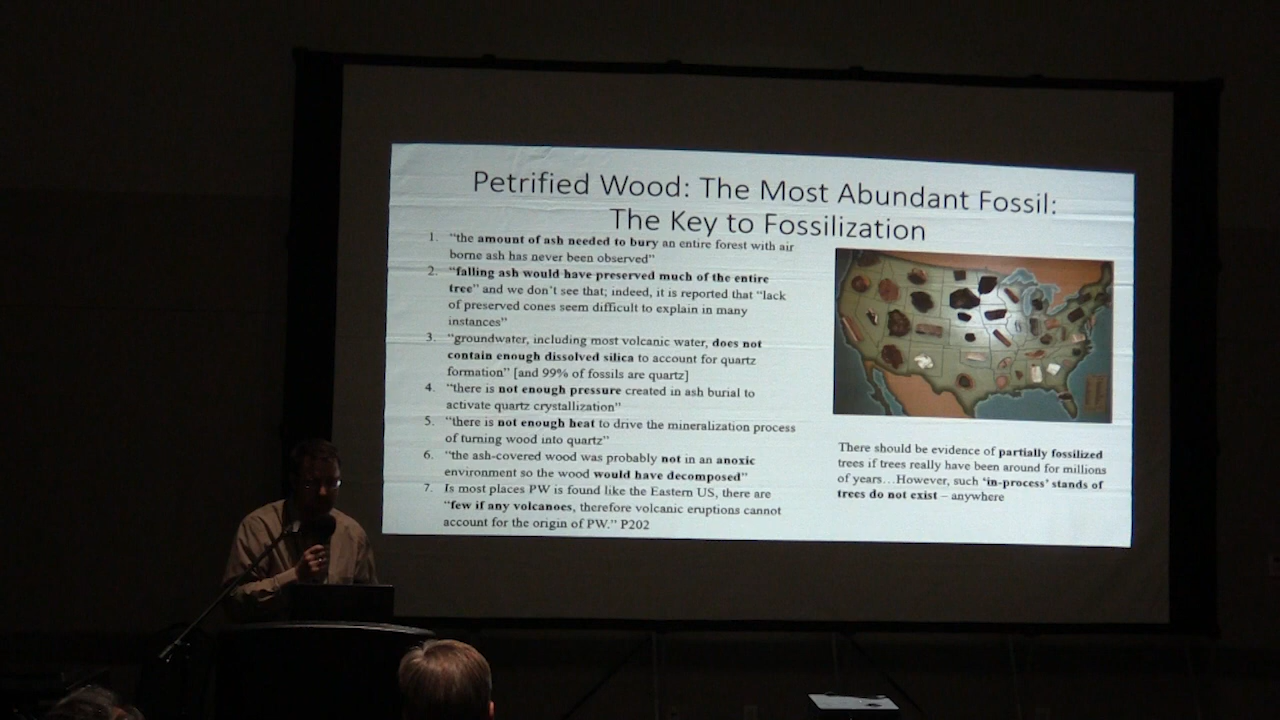 Petrified Wood: The Most Abundant Fossil:
The Key to Fossilization
1. "the amount of ash needed to bury an entire forest with air
borne ash has never been observed"
2. "falling ash would have preserved much of the entire
tree" and we don't see that; indeed, it is reported that "lack
of preserved cones seem difficult to explain in many
instances"
3. "groundwater, including most volcanic water, does not
contain enough dissolved silica to account for quartz
formation" [and 99% of fossils are quartz]
4. "there is not enough pressure created in ash burial to
activate quartz crystallization"
5. "there is not enough heat to drive the mineralization process
of turning wood into quartz"
6. "the ash-covered wood was probably not in an anoxic
environment so the wood would have decomposed"
7. Is most places PW is found like the Eastern US, there are
"few if any volcanoes, therefore volcanic eruptions cannot
account for the origin of PW." P202
There should be evidence of partially fossilized
trees if trees really have been around for millions
of years…However, such 'in-process' stands of
trees do not exist – anywhere